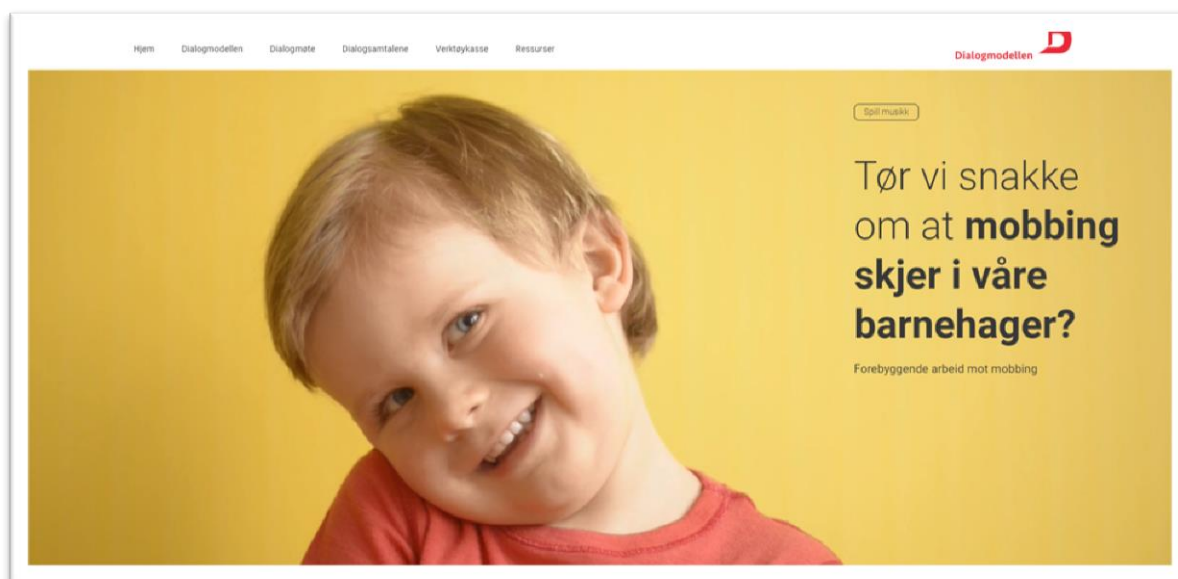 Hjem Dialogmodellen Dialogmøte Dialogsamtalene Verktøykasse Ressurser
Dialogmodellen
Spill musikk
Tør vi snakke
om at mobbing
skjer i våre
barnehager?
Forebyggende arbeid mot mobbing